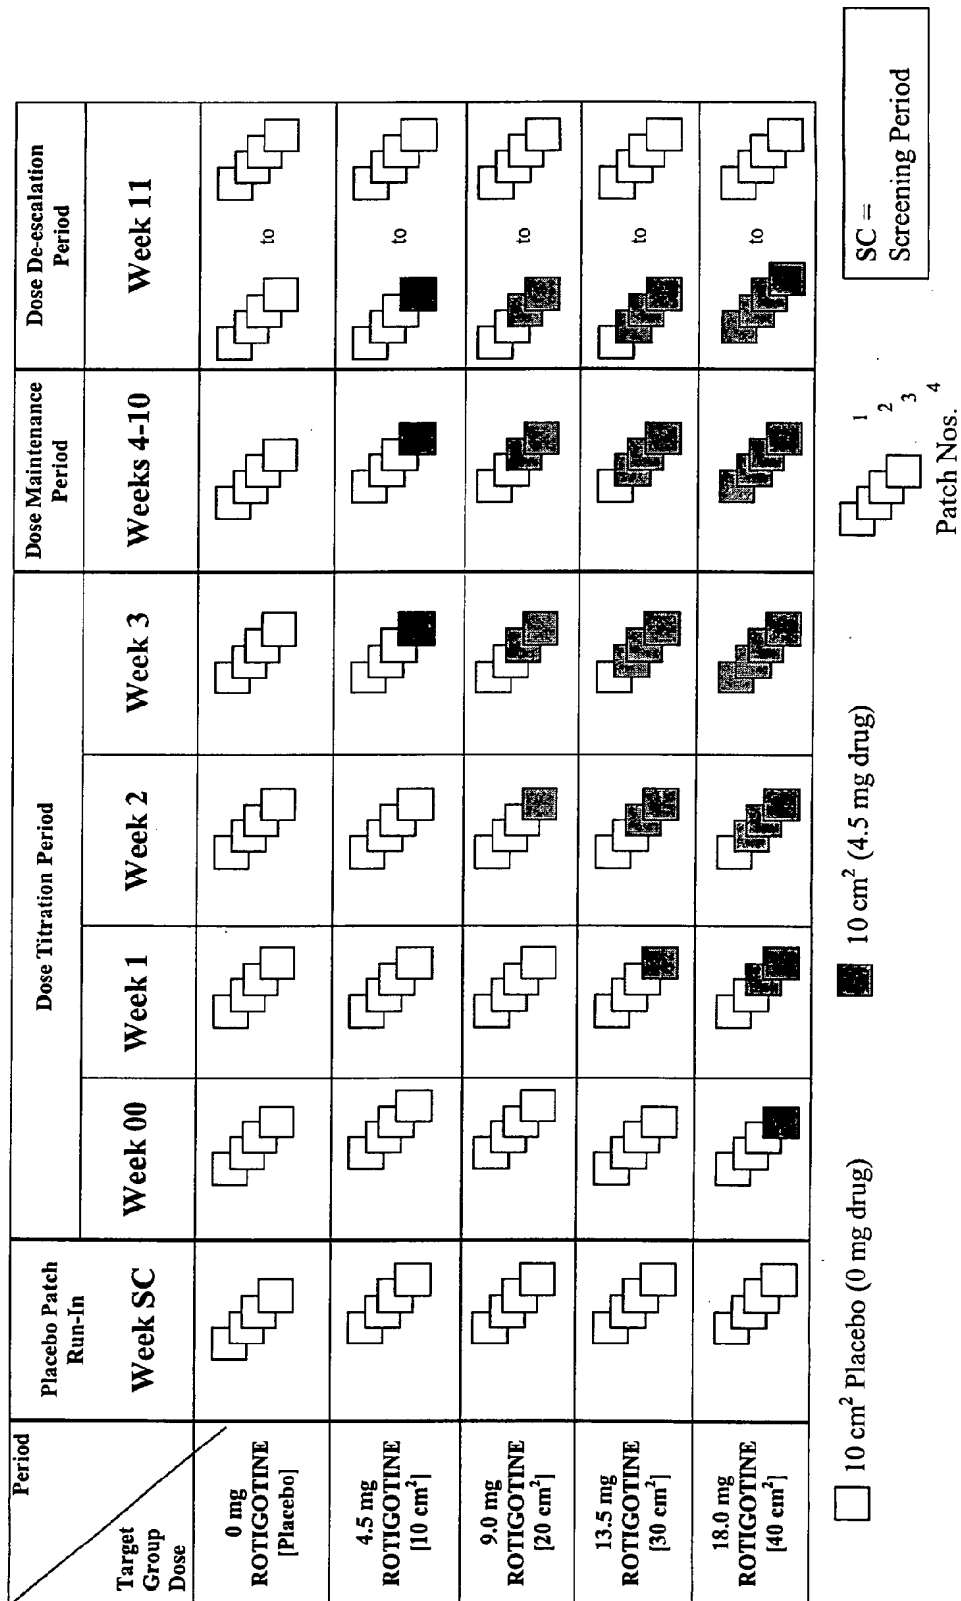 Period
Target
Group
Dose
Placebo Patch
Run-In
Dose Titration Period
Dose Maintenance
Period
Dose De-escalation
Period
Week SC
Week 00
Week 1
Week 2
Week 3
Weeks 4-10
Week 11
0 mg
ROTIGOTINE
[Placebo]
to
4.5 mg
ROTIGOTINE
[10 cm²]
to
9.0 mg
ROTIGOTINE
[20 cm²]
to
13.5 mg
ROTIGOTINE
[30 cm²]
to
18.0 mg
ROTIGOTINE
[40 cm²]
to
10 cm² Placebo (0 mg drug)
10 cm² (4.5 mg drug)
1
2
3
4
Patch Nos.
SC =
Screening Period